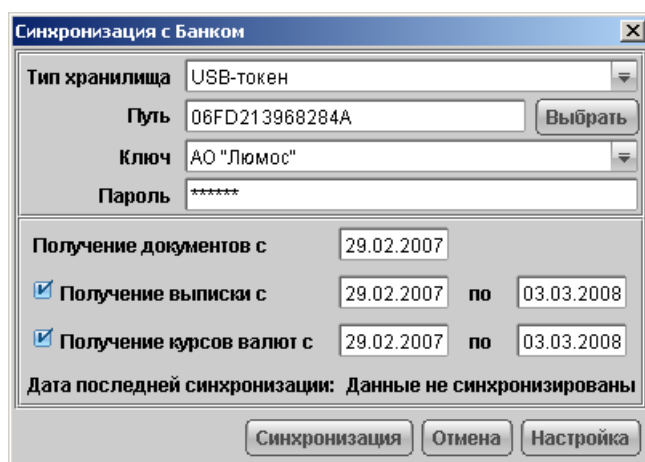 Синхронизация с Банком
Тип хранилища USB-токен
Путь 06FD213968284A Выбрать
Ключ АО "Люмос"
Пароль ******
Получение документов с 29.02.2007
Получение выписки с 29.02.2007 по 03.03.2008
Получение курсов валют с 29.02.2007 по 03.03.2008
Дата последней синхронизации: Данные не синхронизированы
Синхронизация Отмена Настройка